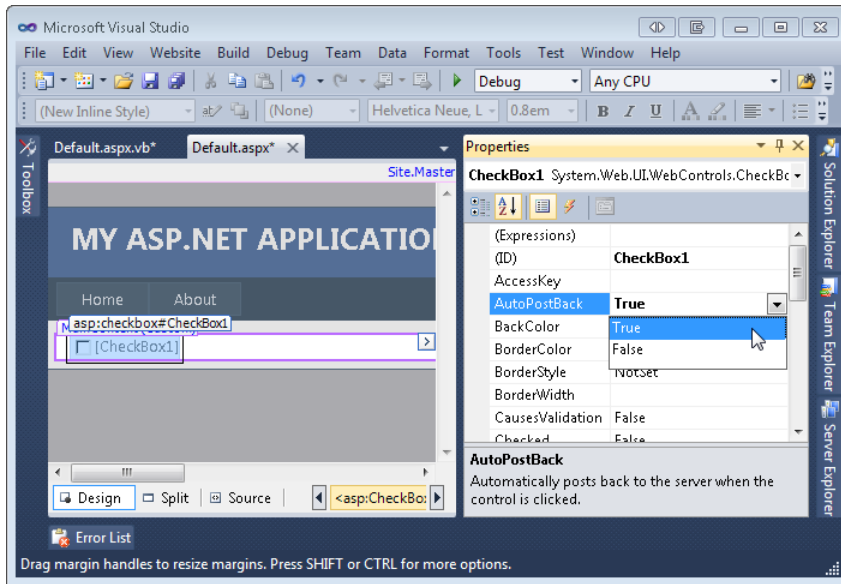 Microsoft Visual Studio
File Edit View Website Build Debug Team Data Format Tools Test Window Help
Debug Any CPU
(New Inline Style) (None) Helvetica Neue, L 0.8em B I U A
Toolbox
Default.aspx.vb* Default.aspx*
Site.Master
MY ASP.NET APPLICATIO
Home About
asp:checkbox#CheckBox1
[CheckBox1]
Design Split Source <asp:CheckBo
Properties
CheckBox1 System.Web.UI.WebControls.CheckBo
(Expressions)
(ID) CheckBox1
AccessKey
AutoPostBack True
BackColor True
BorderColor False
BorderStyle NotSet
BorderWidth
CausesValidation False
Checked False
AutoPostBack
Automatically posts back to the server when the
control is clicked.
Solution Explorer
Team Explorer
Server Explorer
Error List
Drag margin handles to resize margins. Press SHIFT or CTRL for more options.